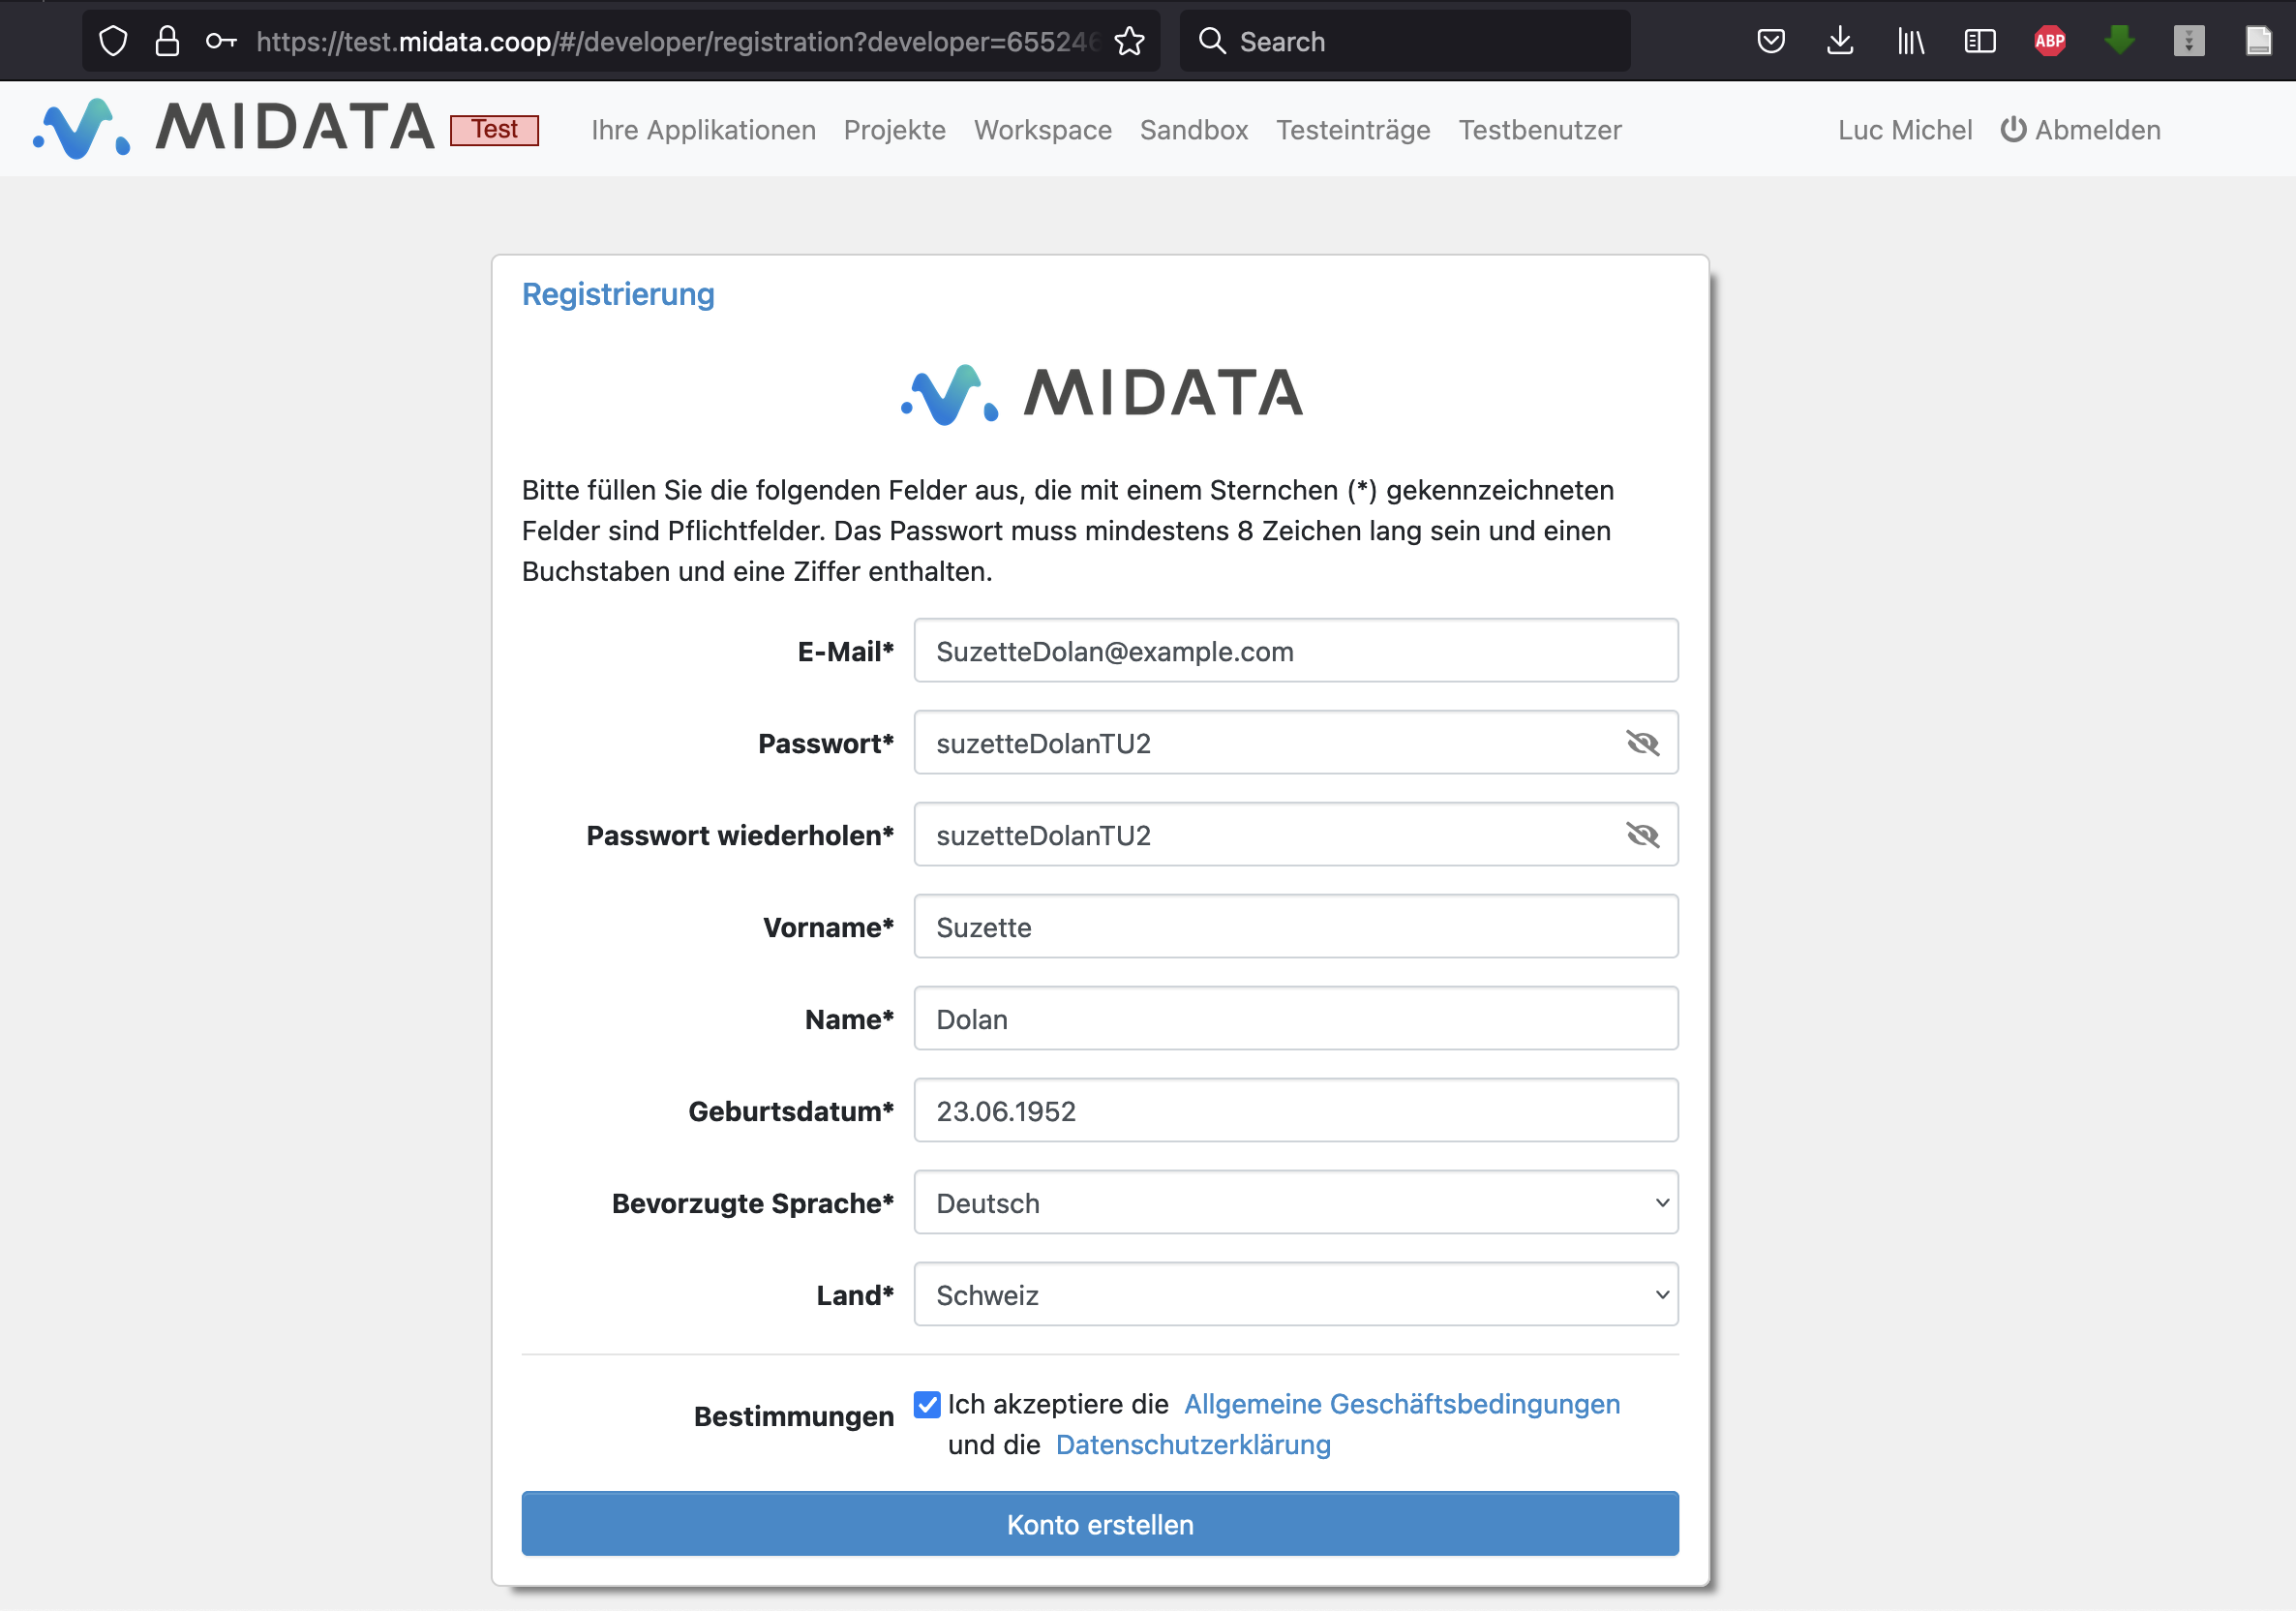 https://test.midata.coop/#/developer/registration?developer=655246
Search
ABP
MIDATA Test Ihre Applikationen Projekte Workspace Sandbox Testeinträge Testbenutzer Luc Michel Abmelden
Registrierung
MIDATA
Bitte füllen Sie die folgenden Felder aus, die mit einem Sternchen (*) gekennzeichneten
Felder sind Pflichtfelder. Das Passwort muss mindestens 8 Zeichen lang sein und einen
Buchstaben und eine Ziffer enthalten.
E-Mail* SuzetteDolan@example.com
Passwort* suzetteDolanTU2
Passwort wiederholen* suzetteDolanTU2
Vorname* Suzette
Name* Dolan
Geburtsdatum* 23.06.1952
Bevorzugte Sprache* Deutsch
Land* Schweiz
Bestimmungen Ich akzeptiere die Allgemeine Geschäftsbedingungen
und die Datenschutzerklärung
Konto erstellen